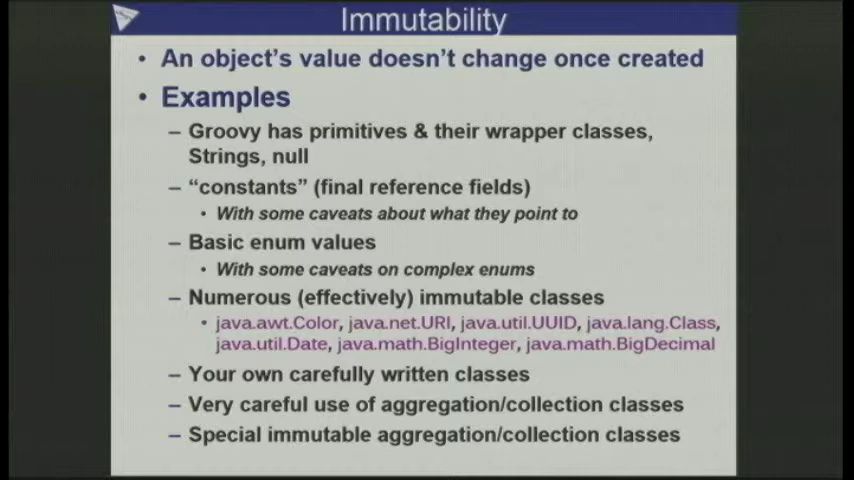 Immutability
• An object's value doesn't change once created
• Examples
– Groovy has primitives & their wrapper classes,
Strings, null
– “constants” (final reference fields)
• With some caveats about what they point to
– Basic enum values
• With some caveats on complex enums
– Numerous (effectively) immutable classes
• java.awt.Color, java.net.URI, java.util.UUID, java.lang.Class,
java.util.Date, java.math.BigInteger, java.math.BigDecimal
– Your own carefully written classes
– Very careful use of aggregation/collection classes
– Special immutable aggregation/collection classes